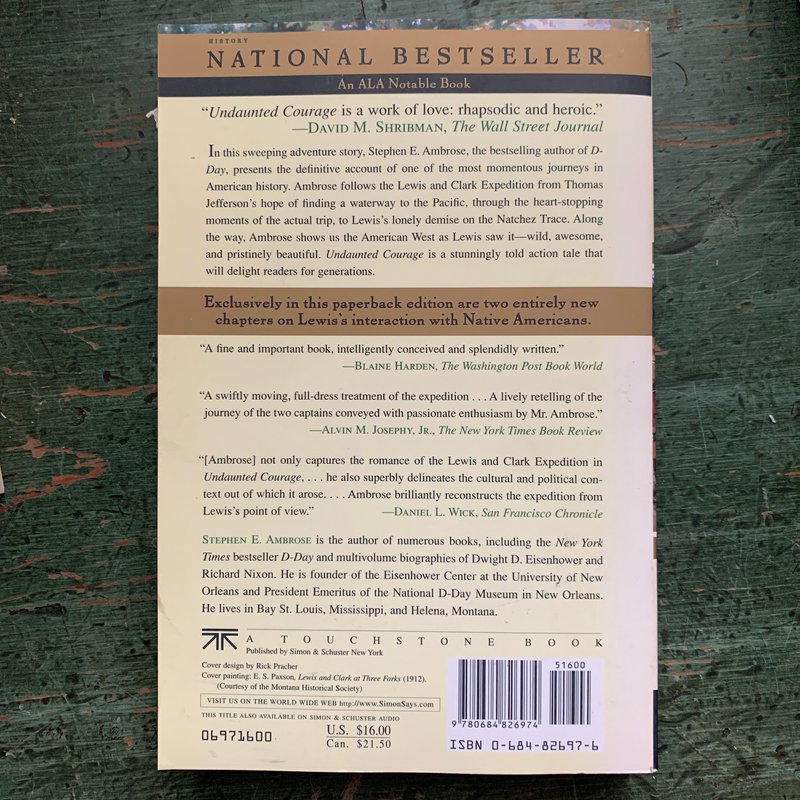 HISTORY
NATIONAL BESTSELLER
An ALA Notable Book
“Undaunted Courage is a work of love: rhapsodic and heroic.”
—DAVID M. SHRIBMAN, The Wall Street Journal
In this sweeping adventure story, Stephen E. Ambrose, the bestselling author of D-
Day, presents the definitive account of one of the most momentous journeys in
American history. Ambrose follows the Lewis and Clark Expedition from Thomas
Jefferson’s hope of finding a waterway to the Pacific, through the heart-stopping
moments of the actual trip, to Lewis’s lonely demise on the Natchez Trace. Along
the way, Ambrose shows us the American West as Lewis saw it—wild, awesome,
and pristinely beautiful. Undaunted Courage is a stunningly told action tale that
will delight readers for generations.
Exclusively in this paperback edition are two entirely new
chapters on Lewis’s interaction with Native Americans.
“A fine and important book, intelligently conceived and splendidly written.”
—BLAINE HARDEN, The Washington Post Book World
“A swiftly moving, full-dress treatment of the expedition . . . A lively retelling of the
journey of the two captains conveyed with passionate enthusiasm by Mr. Ambrose.”
—ALVIN M. JOSEPHY, JR., The New York Times Book Review
“[Ambrose] not only captures the romance of the Lewis and Clark Expedition in
Undaunted Courage, . . . he also superbly delineates the cultural and political con-
text out of which it arose. . . . Ambrose brilliantly reconstructs the expedition from
Lewis’s point of view.” —DANIEL L. WICK, San Francisco Chronicle
STEPHEN E. AMBROSE is the author of numerous books, including the New York
Times bestseller D-Day and multivolume biographies of Dwight D. Eisenhower and
Richard Nixon. He is founder of the Eisenhower Center at the University of New
Orleans and President Emeritus of the National D-Day Museum in New Orleans.
He lives in Bay St. Louis, Mississippi, and Helena, Montana.
A TOUCHSTONE BOOK
Published by Simon & Schuster New York
Cover design by Rick Pracher
Cover painting: E. S. Paxson, Lewis and Clark at Three Forks (1912).
(Courtesy of the Montana Historical Society)
VISIT US ON THE WORLD WIDE WEB http://www.SimonSays.com
THIS TITLE ALSO AVAILABLE ON SIMON & SCHUSTER AUDIO
06971600
U.S. $16.00
Can. $21.50
51600
9 780684 826974
ISBN 0-684-82697-6